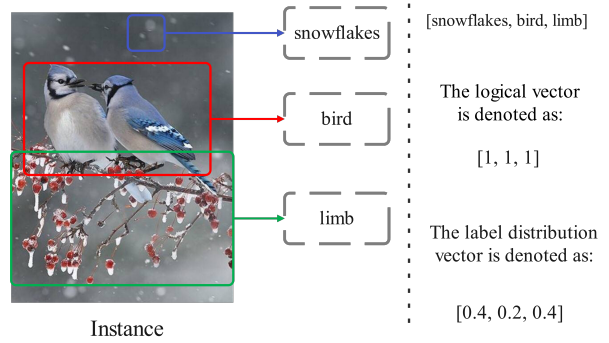 snowflakes
bird
limb
Instance
[snowflakes, bird, limb]
The logical vector
is denoted as:
[1, 1, 1]
The label distribution
vector is denoted as:
[0.4, 0.2, 0.4]